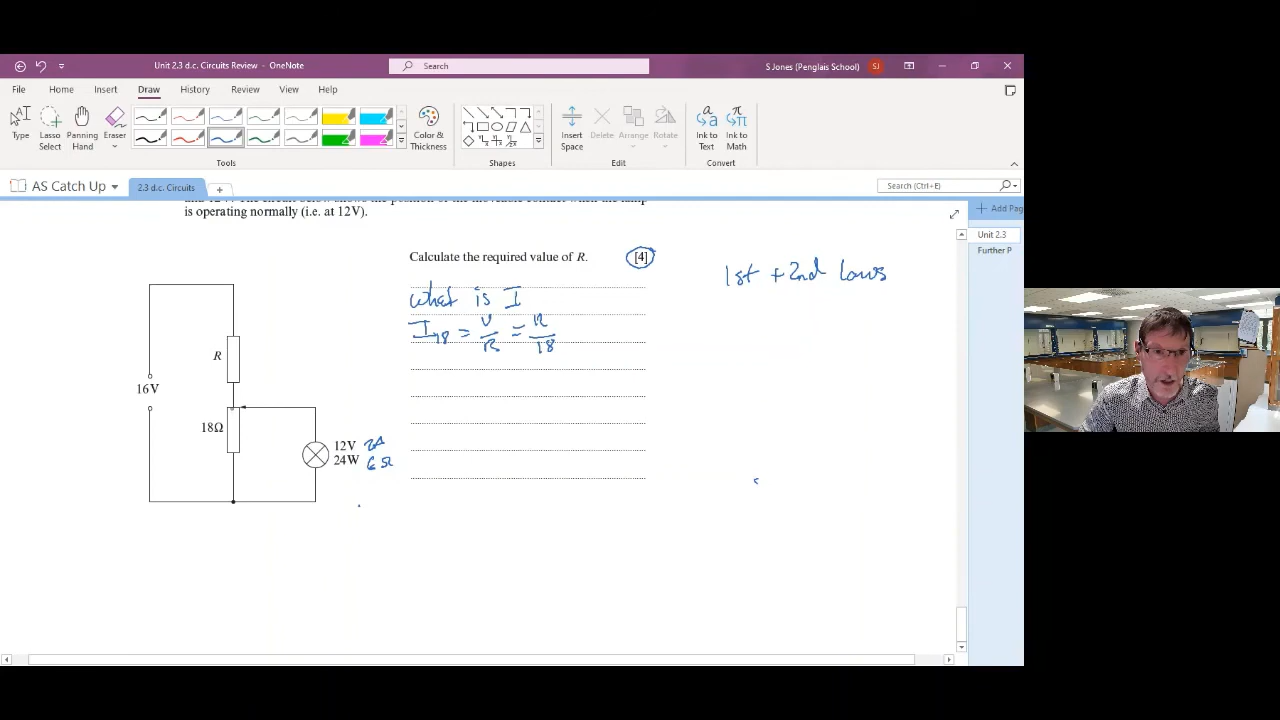 Unit 2.3 d.c. Circuits Review - OneNote
Search
S Jones (Penglais School)
SJ
File Home Insert Draw History Review View Help
Type
Lasso Select
Panning Hand
Eraser
Color & Thickness
Insert Space
Delete
Arrange
Rotate
Ink to Text
Ink to Math
Tools
Shapes
Edit
Convert
AS Catch Up
2.3 d.c. Circuits
Search (Ctrl+E)
Add Pag
Unit 2.3
Further P
is operating normally (i.e. at 12V).
Calculate the required value of R. [4]
1st + 2nd laws
What is I
I18 = V/R = 12/18
R
16V
18Ω
12V 2A
24W 6Ω